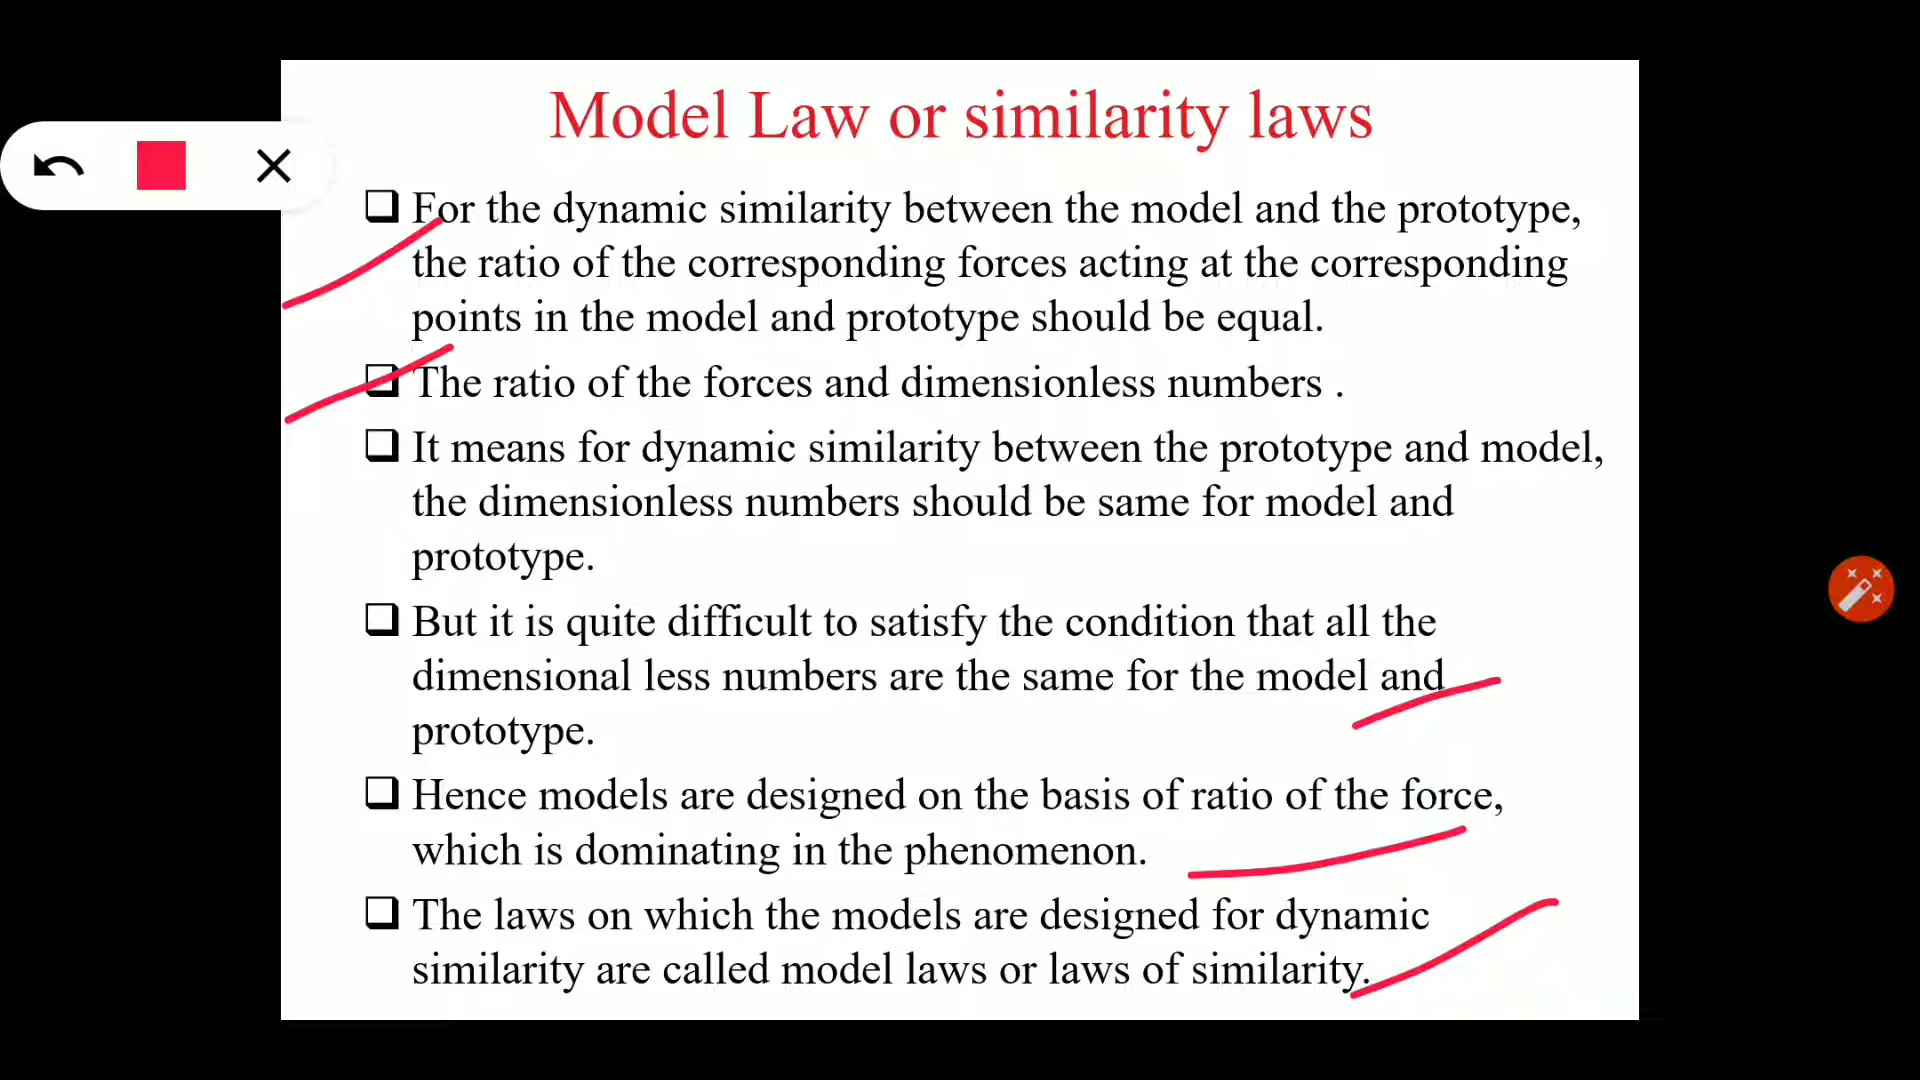 Model Law or similarity laws
For the dynamic similarity between the model and the prototype,
the ratio of the corresponding forces acting at the corresponding
points in the model and prototype should be equal.
The ratio of the forces and dimensionless numbers .
It means for dynamic similarity between the prototype and model,
the dimensionless numbers should be same for model and
prototype.
But it is quite difficult to satisfy the condition that all the
dimensional less numbers are the same for the model and
prototype.
Hence models are designed on the basis of ratio of the force,
which is dominating in the phenomenon.
The laws on which the models are designed for dynamic
similarity are called model laws or laws of similarity.